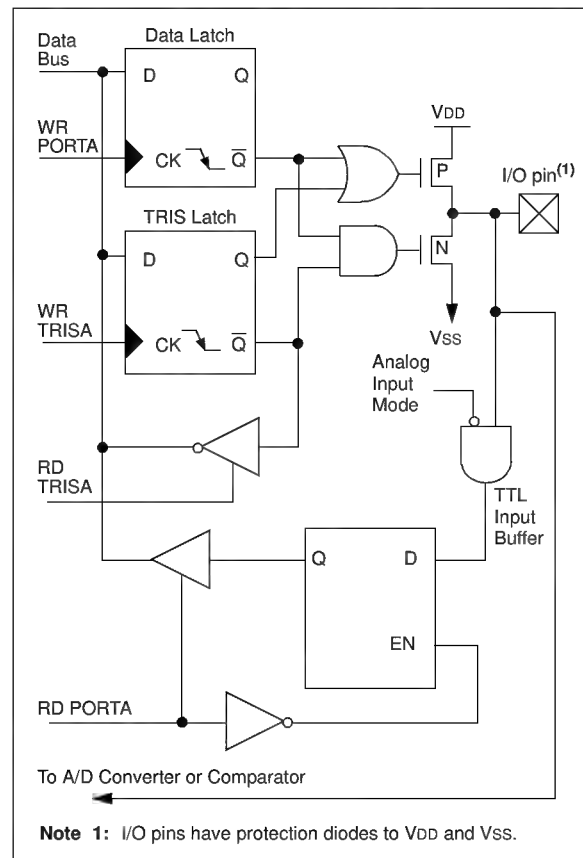 Data Latch
Data
Bus
D
Q
WR
PORTA
CK
Q
VDD
P
I/O pin(1)
TRIS Latch
D
Q
N
WR
TRISA
CK
Q
VSS
Analog
Input
Mode
RD
TRISA
TTL
Input
Buffer
Q
D
EN
RD PORTA
To A/D Converter or Comparator
Note 1: I/O pins have protection diodes to VDD and VSS.